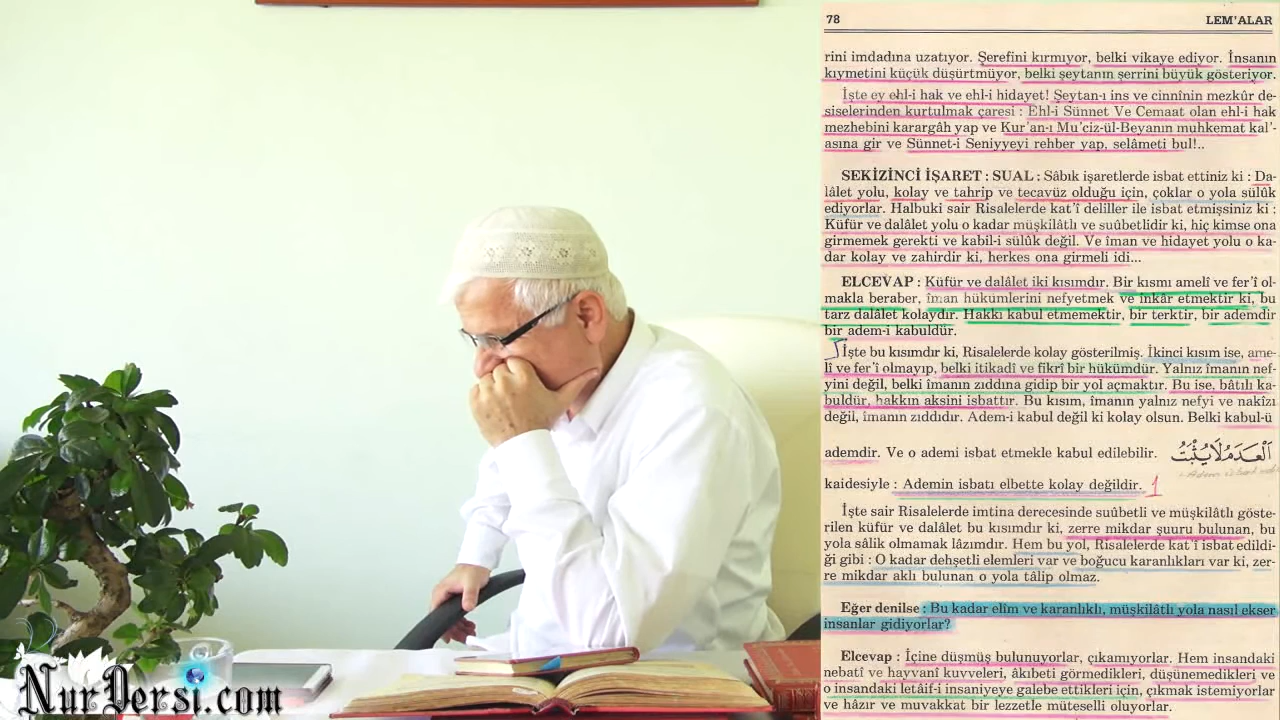 78
LEM'ALAR
rini imdadına uzatıyor. Şerefini kırmıyor, belki vikaye ediyor. İnsanın
kıymetini küçük düşürtmüyor, belki şeytanın şerrini büyük gösteriyor.
İşte ey ehl-i hak ve ehl-i hidayet! Şeytan-ı ins ve cinnînin mezkûr de-
siselerinden kurtulmak çaresi : Ehl-i Sünnet Ve Cemaat olan ehl-i hak
mezhebini karargâh yap ve Kur'an-ı Mu'ciz-ül-Beyanın muhkemat kal'-
asına gir ve Sünnet-i Seniyyeyi rehber yap, selâmeti bul!..
SEKİZİNCİ İŞARET : SUAL : Sâbık işaretlerde isbat ettiniz ki : Da-
lâlet yolu, kolay ve tahrip ve tecavüz olduğu için, çoklar o yola sülûk
ediyorlar. Halbuki sair Risalelerde kat'î deliller ile isbat etmişsiniz ki :
Küfür ve dalâlet yolu o kadar müşkilâtlı ve suûbetlidir ki, hiç kimse ona
girmemek gerekti ve kabil-i sülûk değil. Ve îman ve hidayet yolu o ka-
dar kolay ve zahirdir ki, herkes ona girmeli idi...
ELCEVAP : Küfür ve dalâlet iki kısımdır. Bir kısmı amelî ve fer'î ol-
makla beraber, îman hükümlerini nefyetmek ve inkâr etmektir ki, bu
tarz dalâlet kolaydır. Hakkı kabul etmemektir, bir terktir, bir ademdir
bir adem-i kabuldür.
İşte bu kısımdır ki, Risalelerde kolay gösterilmiş. İkinci kısım ise, ame-
lî ve fer'î olmayıp, belki itikadî ve fikrî bir hükümdür. Yalnız îmanın nef-
yini değil, belki îmanın zıddına gidip bir yol açmaktır. Bu ise, bâtılı ka-
buldür, hakkın aksini isbattır. Bu kısım, îmanın yalnız nefyi ve nakîzı
değil, îmanın zıddıdır. Adem-i kabul değil ki kolay olsun. Belki kabul-ü
ademdir. Ve o ademi isbat etmekle kabul edilebilir. اَلْعَدَمُ لَا يُثْبَتُ
kaidesiyle : Ademin isbatı elbette kolay değildir. 1
İşte sair Risalelerde imtina derecesinde suûbetli ve müşkilâtlı göste-
rilen küfür ve dalâlet bu kısımdır ki, zerre mikdar şuuru bulunan, bu
yola sâlik olmamak lâzımdır. Hem bu yol, Risalelerde kat'î isbat edildi-
ği gibi : O kadar dehşetli elemleri var ve boğucu karanlıkları var ki, zer-
re mikdar aklı bulunan o yola tâlip olmaz.
Eğer denilse : Bu kadar elîm ve karanlıklı, müşkilâtlı yola nasıl ekser
insanlar gidiyorlar?
Elcevap : İçine düşmüş bulunuyorlar, çıkamıyorlar. Hem insandaki
nebatî ve hayvanî kuvveleri, âkıbeti görmedikleri, düşünemedikleri ve
o insandaki letâif-i insaniyeye galebe ettikleri için, çıkmak istemiyorlar
ve hâzır ve muvakkat bir lezzetle müteselli oluyorlar.
NurDersi.com